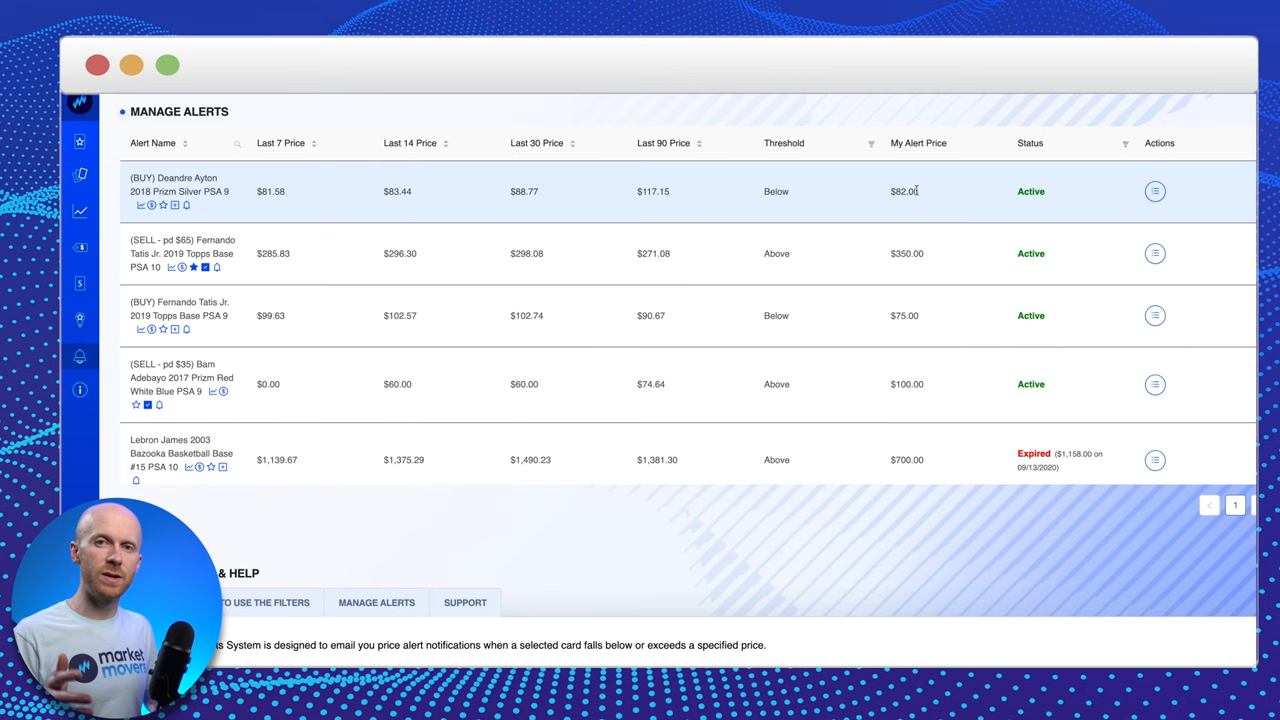 MANAGE ALERTS
Alert Name Last 7 Price Last 14 Price Last 30 Price Last 90 Price Threshold My Alert Price Status Actions
(BUY) Deandre Ayton
2018 Prizm Silver PSA 9 $81.58 $83.44 $88.77 $117.15 Below $82.00 Active
(SELL - pd $65) Fernando
Tatis Jr. 2019 Topps Base $285.83 $296.30 $298.08 $271.08 Above $350.00 Active
PSA 10
(BUY) Fernando Tatis Jr.
2019 Topps Base PSA 9 $99.63 $102.57 $102.74 $90.67 Below $75.00 Active
(SELL - pd $35) Bam
Adebayo 2017 Prizm Red $0.00 $60.00 $60.00 $74.64 Above $100.00 Active
White Blue PSA 9
Lebron James 2003
Bazooka Basketball Base $1,139.67 $1,375.29 $1,490.23 $1,381.30 Above $700.00 Expired ($1,158.00 on
#15 PSA 10 09/13/2020)
1
& HELP
TO USE THE FILTERS MANAGE ALERTS SUPPORT
s System is designed to email you price alert notifications when a selected card falls below or exceeds a specified price.
market
movers